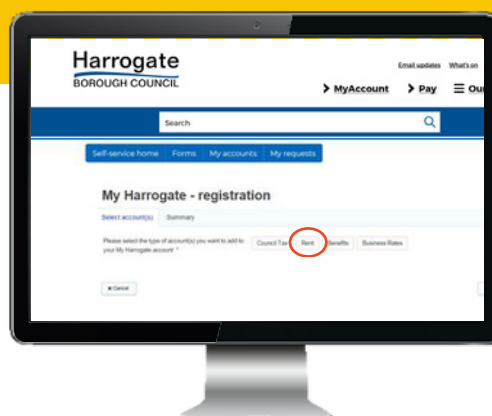 Harrogate
BOROUGH COUNCIL
Email updates What's on
MyAccount Pay Ou
Search
Self-service home Forms My accounts My requests
My Harrogate - registration
Select account(s) Summary
Please select the type of account(s) you want to add to Council Tax Rent Benefits Business Rates
your My Harrogate account *
x Cancel